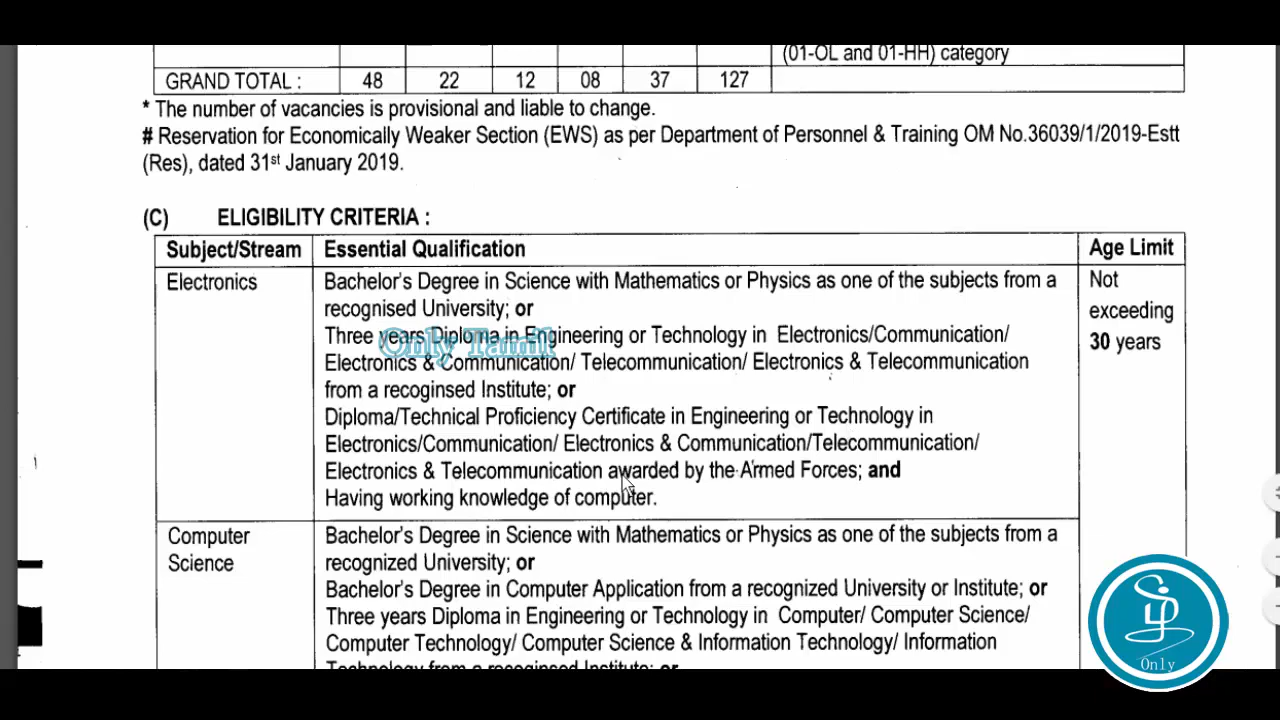 (01-OL and 01-HH) category
GRAND TOTAL : 48 22 12 08 37 127
* The number of vacancies is provisional and liable to change.
# Reservation for Economically Weaker Section (EWS) as per Department of Personnel & Training OM No.36039/1/2019-Estt
(Res), dated 31st January 2019.
(C) ELIGIBILITY CRITERIA :
Subject/Stream Essential Qualification Age Limit
Electronics Bachelor's Degree in Science with Mathematics or Physics as one of the subjects from a Not
recognised University; or exceeding
Three years Diploma in Engineering or Technology in Electronics/Communication/ 30 years
Only Tamil
Electronics & Communication/ Telecommunication/ Electronics & Telecommunication
from a recoginsed Institute; or
Diploma/Technical Proficiency Certificate in Engineering or Technology in
Electronics/Communication/ Electronics & Communication/Telecommunication/
Electronics & Telecommunication awarded by the Armed Forces; and
Having working knowledge of computer.
Computer Bachelor's Degree in Science with Mathematics or Physics as one of the subjects from a
Science recognized University; or
Bachelor's Degree in Computer Application from a recognized University or Institute; or
Three years Diploma in Engineering or Technology in Computer/ Computer Science/
Computer Technology/ Computer Science & Information Technology/ Information
Technology from a recoginsed Institute; or
Only